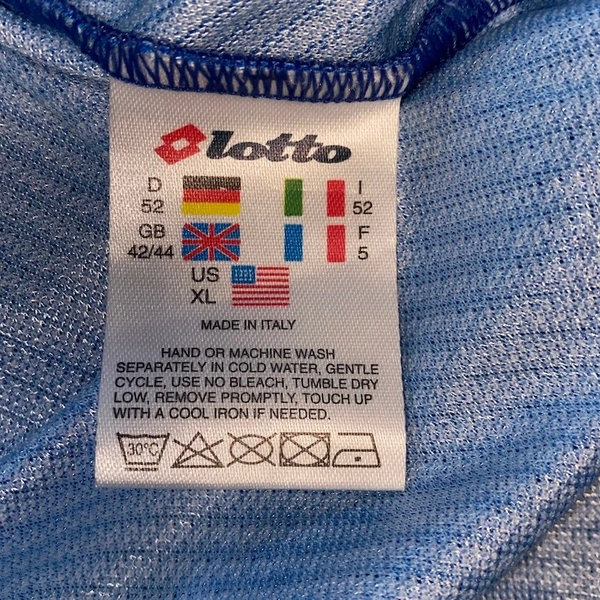 lotto
D I
52 52
GB F
42/44 5
US
XL
MADE IN ITALY
HAND OR MACHINE WASH
SEPARATELY IN COLD WATER, GENTLE
CYCLE, USE NO BLEACH, TUMBLE DRY
LOW, REMOVE PROMPTLY, TOUCH UP
WITH A COOL IRON IF NEEDED.
30°C